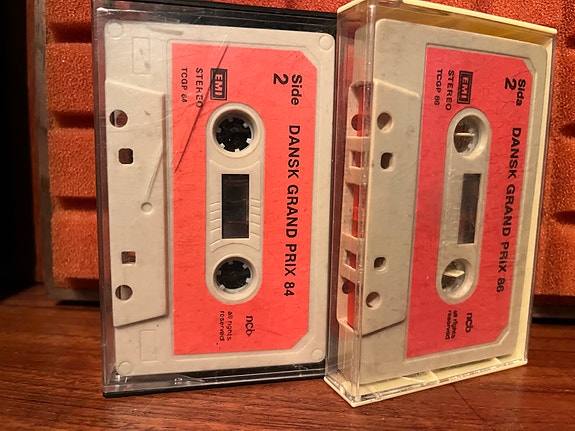 Side
2
DANSK GRAND PRIX 84
EMI
STEREO
TCGP 84
ncb
all rights
reserved
Sida
2
DANSK GRAND PRIX 86
EMI
STEREO
TCGP 86
ncb
all rights
reserved